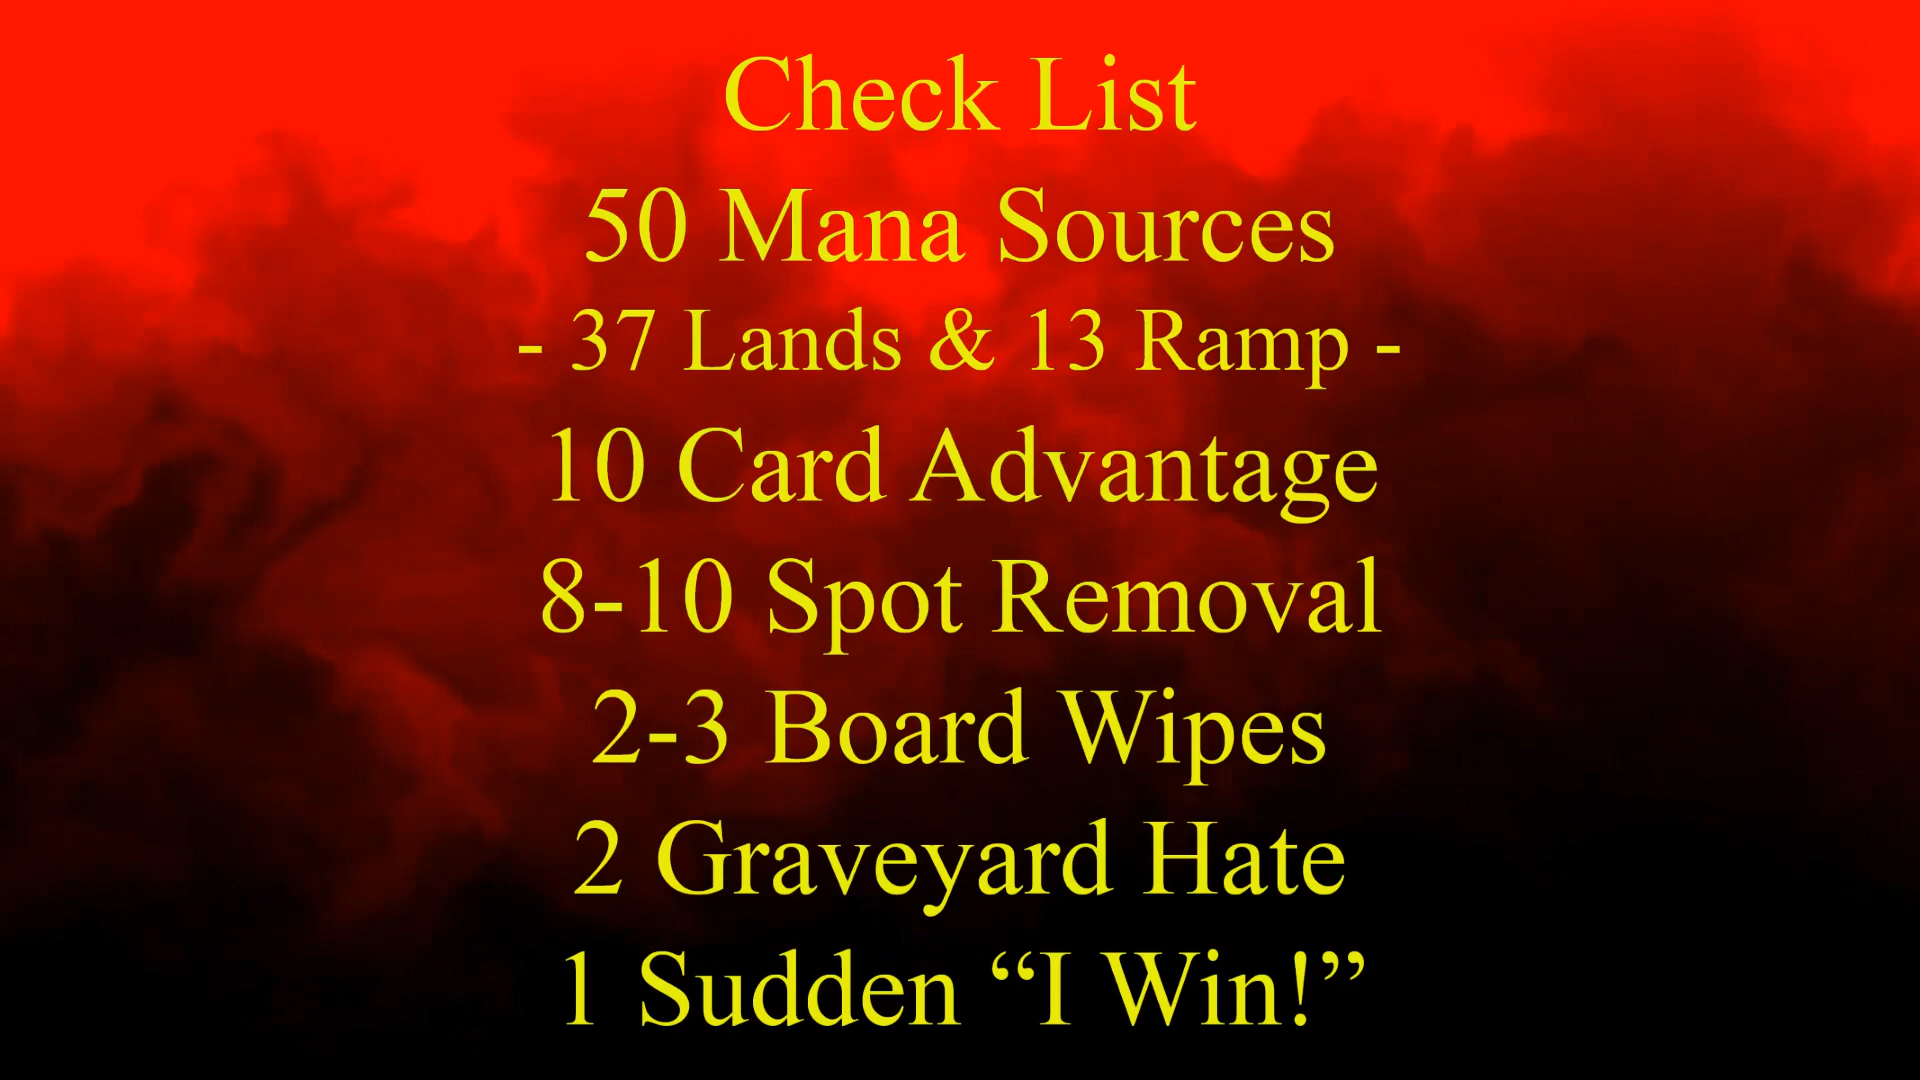 Check List
50 Mana Sources
- 37 Lands & 13 Ramp -
10 Card Advantage
8-10 Spot Removal
2-3 Board Wipes
2 Graveyard Hate
1 Sudden “I Win!”